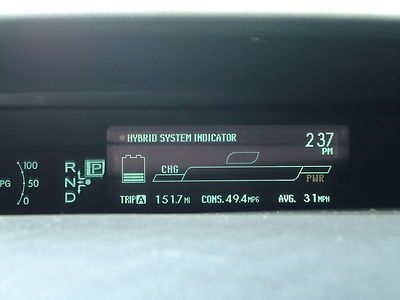 HYBRID SYSTEM INDICATOR
2:37
PM
CHG
PWR
TRIP A 151.7 MI CONS. 49.4 MPG AVG. 31 MPH
R P
N
D
100
50
0
PG